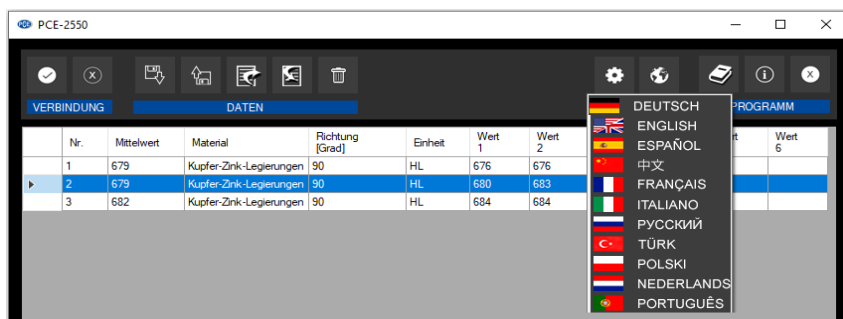 PCE-2550
VERBINDUNG
DATEN
PROGRAMM
DEUTSCH
ENGLISH
ESPAÑOL
中文
FRANÇAIS
ITALIANO
РУССКИЙ
TÜRK
POLSKI
NEDERLANDS
PORTUGUÊS
Nr. Mittelwert Material Richtung [Grad] Einheit Wert 1 Wert 2 Wert 6
1 679 Kupfer-Zink-Legierungen 90 HL 676 676
2 679 Kupfer-Zink-Legierungen 90 HL 680 683
3 682 Kupfer-Zink-Legierungen 90 HL 684 684